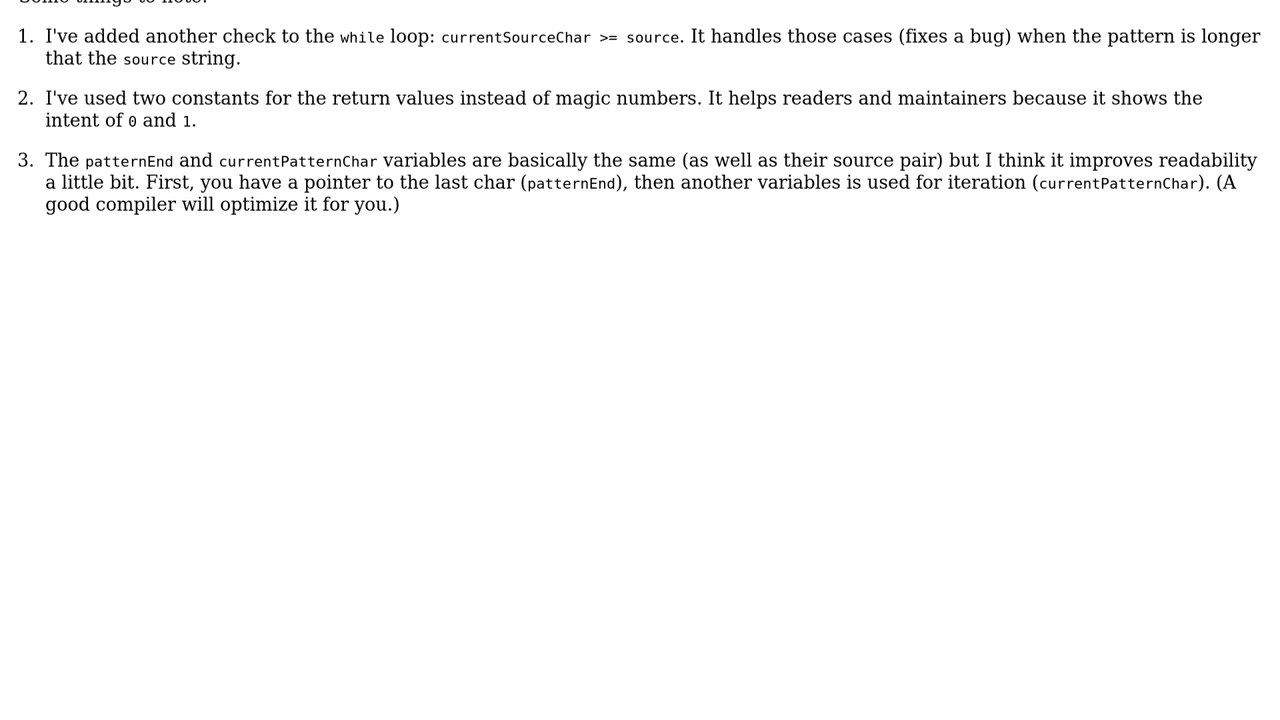 Some things to note:
1. I've added another check to the while loop: currentSourceChar >= source. It handles those cases (fixes a bug) when the pattern is longer
that the source string.
2. I've used two constants for the return values instead of magic numbers. It helps readers and maintainers because it shows the
intent of 0 and 1.
3. The patternEnd and currentPatternChar variables are basically the same (as well as their source pair) but I think it improves readability
a little bit. First, you have a pointer to the last char (patternEnd), then another variables is used for iteration (currentPatternChar). (A
good compiler will optimize it for you.)